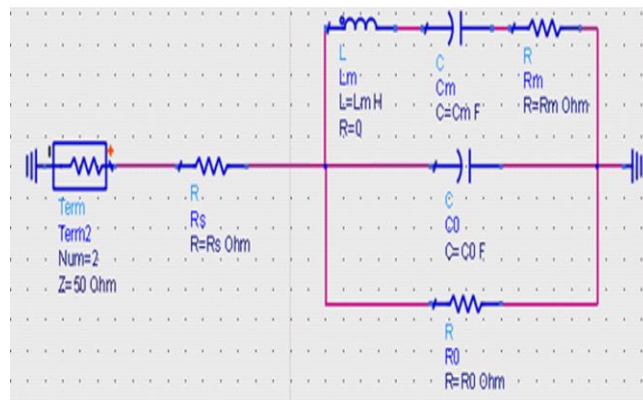 L
Lm
L=Lm H
R=0
C
Cm
C=Cm F
R
Rm
R=Rm Ohm
Term
Term2
Num=2
Z=50 Ohm
R
Rs
R=Rs Ohm
C
C0
C=C0 F
R
R0
R=R0 Ohm